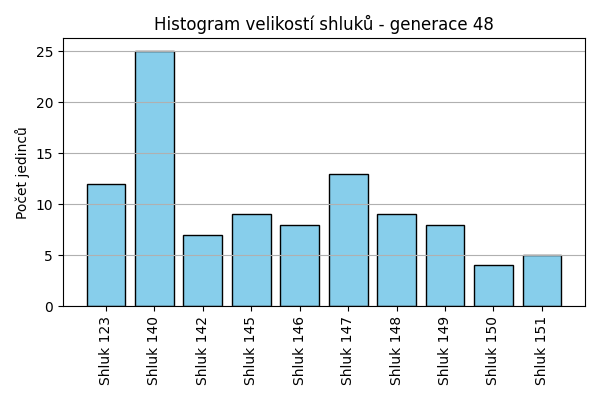 Histogram velikostí shluků - generace 48
Počet jedinců
25
20
15
10
5
0
Shluk 123
Shluk 140
Shluk 142
Shluk 145
Shluk 146
Shluk 147
Shluk 148
Shluk 149
Shluk 150
Shluk 151